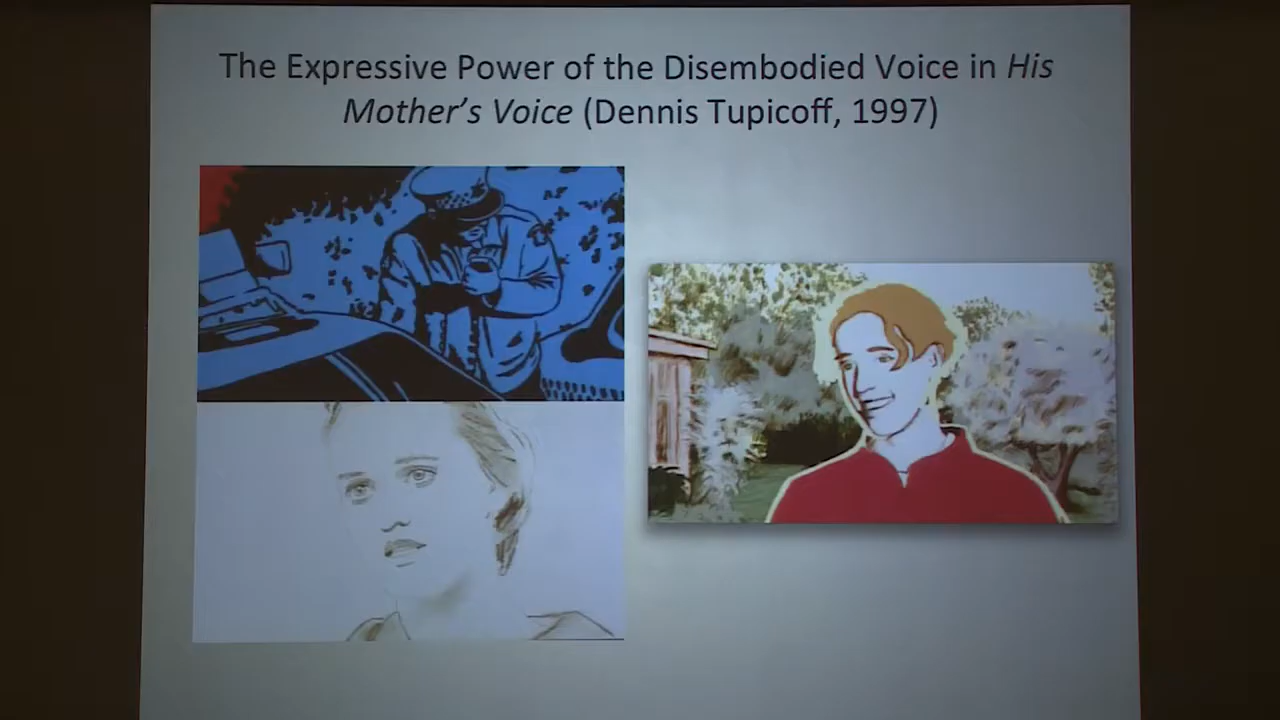 The Expressive Power of the Disembodied Voice in His
Mother's Voice (Dennis Tupicoff, 1997)